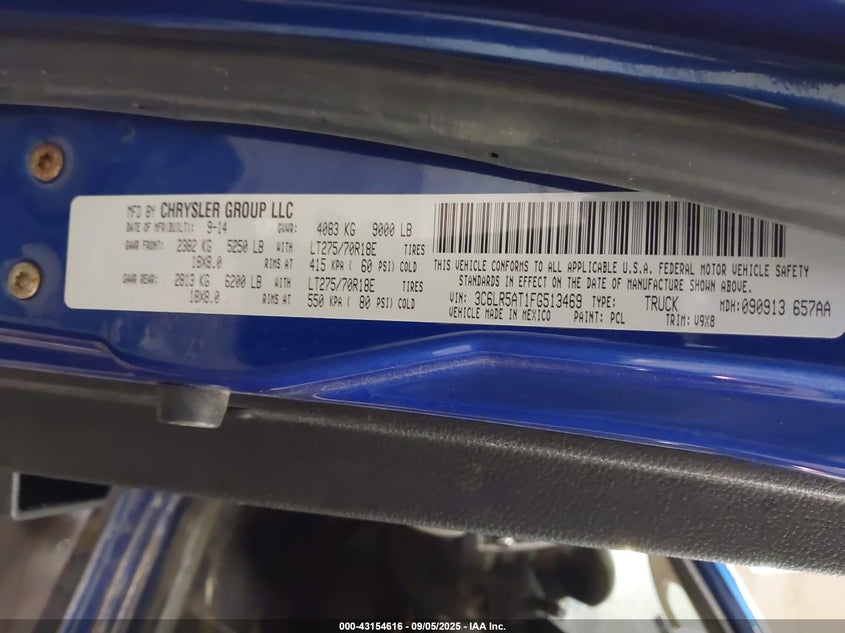 MFD BY CHRYSLER GROUP LLC
DATE OF MFR(BUILT): 9-14 GVWR: 4083 KG 9000 LB
GAWR FRONT: 2382 KG 5250 LB WITH LT275/70R18E TIRES
18X8.0 RIMS AT 415 KPA ( 60 PSI) COLD
GAWR REAR: 2813 KG 6200 LB WITH LT275/70R18E TIRES
18X8.0 RIMS AT 550 KPA ( 80 PSI) COLD
THIS VEHICLE CONFORMS TO ALL APPLICABLE U.S.A. FEDERAL MOTOR VEHICLE SAFETY
STANDARDS IN EFFECT ON THE DATE OF MANUFACTURE SHOWN ABOVE.
VIN: 3C6LR5AT1FG513469 TYPE: TRUCK MDH: 090913 657AA
VEHICLE MADE IN MEXICO PAINT: PCL TRIM: V9X8
000-43154616 - 09/05/2025 - IAA Inc.